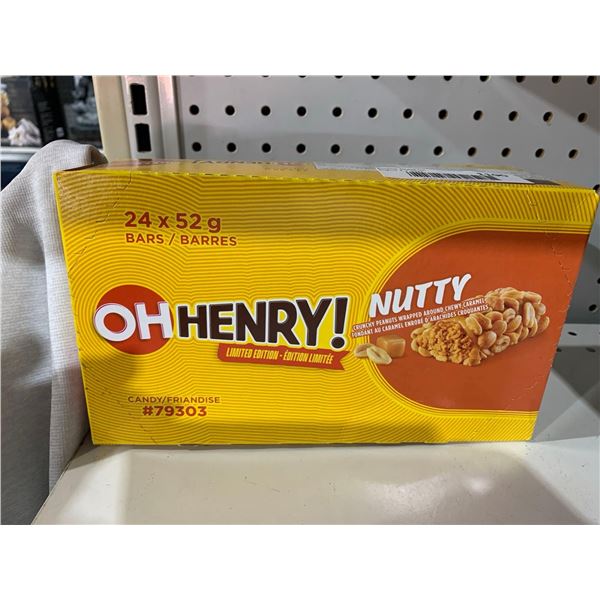 24 x 52 g
BARS / BARRES
OH HENRY!
LIMITED EDITION - ÉDITION LIMITÉE
NUTTY
CRUNCHY PEANUTS WRAPPED AROUND CHEWY CARAMEL
FONDANT AU CARAMEL ENROBÉ D'ARACHIDES CROQUANTES
CANDY/FRIANDISE
#79303